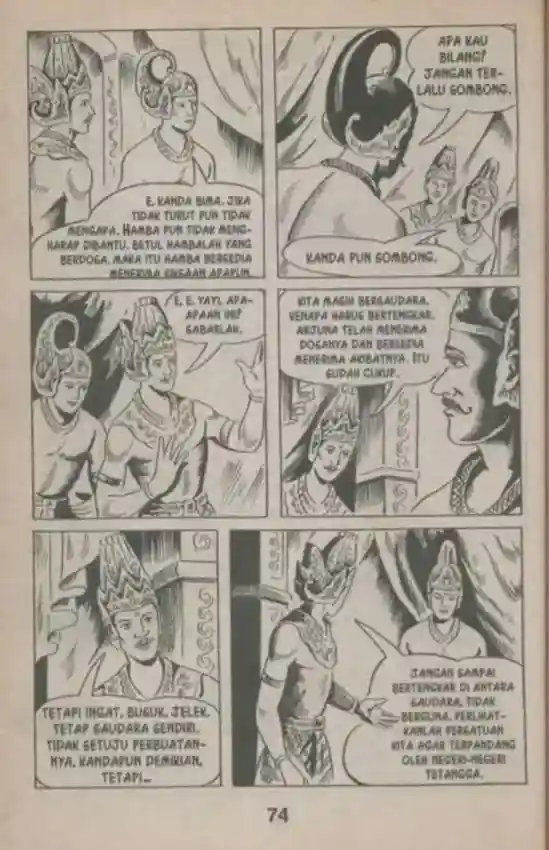 E, KANDA BIMA, JIKA
TIDAK TURUT PUN TIDAK
MENGAPA. HAMBA PUN TIDAK MENG-
HARAP DIBANTU. BETUL HAMBALAH YANG
BERDOSA. MAKA ITU HAMBA BERSEDIA
MENERIMA SIKSAAN APAPUN.
APA KAU
BILANG?
JANGAN TER-
LALU SOMBONG.
KANDA PUN SOMBONG.
E, E, YAYI, APA-
APAAN INI?
SABARLAH.
KITA MASIH BERSAUDARA,
KENAPA HARUS BERTENGKAR.
ARJUNA TELAH MENERIMA
DOSANYA DAN BERSEDIA
MENERIMA AKIBATNYA. ITU
SUDAH CUKUP.
TETAPI INGAT, BUSUK, JELEK,
TETAP SAUDARA SENDIRI.
TIDAK SETUJU PERBUATAN-
NYA, KANDAPUN DEMIKIAN,
TETAPI...
JANGAN SAMPAI
BERTENGKAR DI ANTARA
SAUDARA, TIDAK
BERGUNA. PERLIHAT-
KANLAH PERSATUAN
KITA AGAR TERPANDANG
OLEH NEGERI-NEGERI
TETANGGA.
74